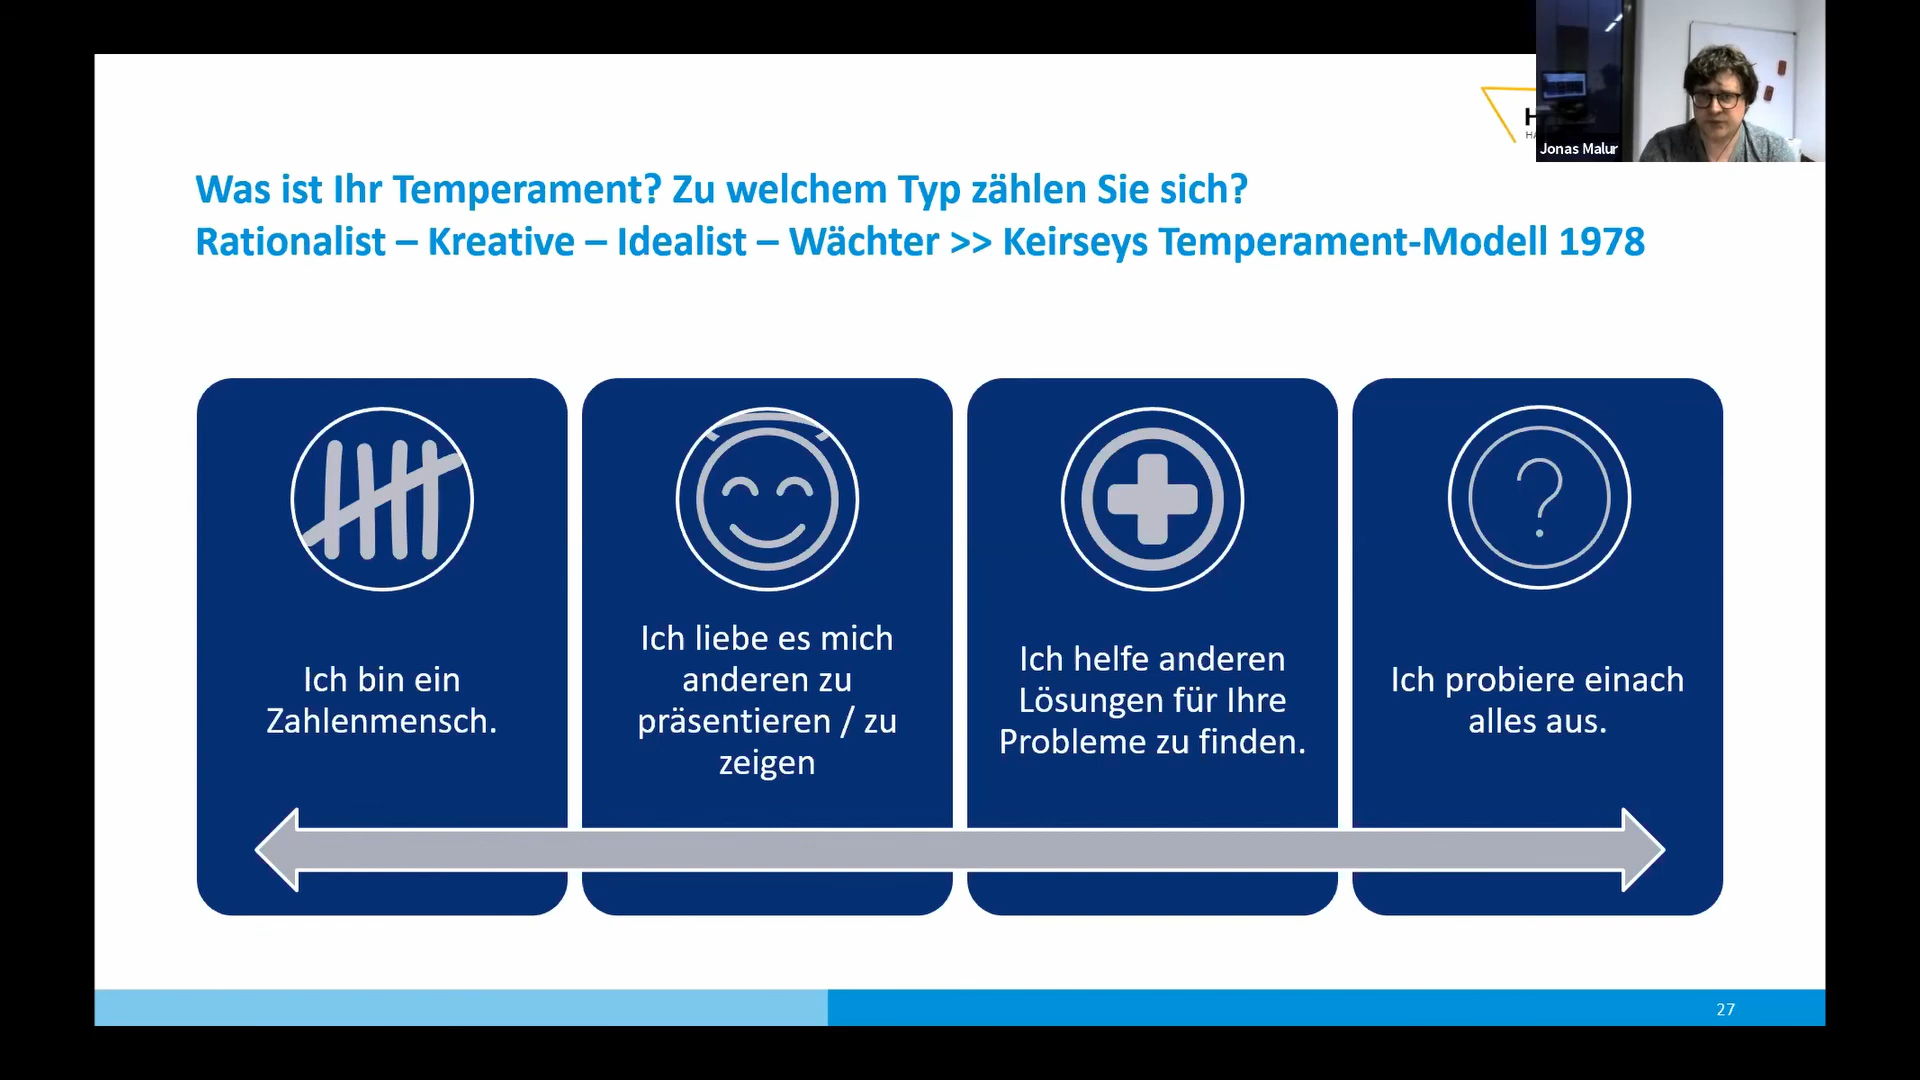 H
HA
Jonas Malur
Was ist Ihr Temperament? Zu welchem Typ zählen Sie sich?
Rationalist – Kreative – Idealist – Wächter >> Keirseys Temperament-Modell 1978
Ich bin ein
Zahlenmensch.
Ich liebe es mich
anderen zu
präsentieren / zu
zeigen
Ich helfe anderen
Lösungen für Ihre
Probleme zu finden.
Ich probiere einach
alles aus.
27